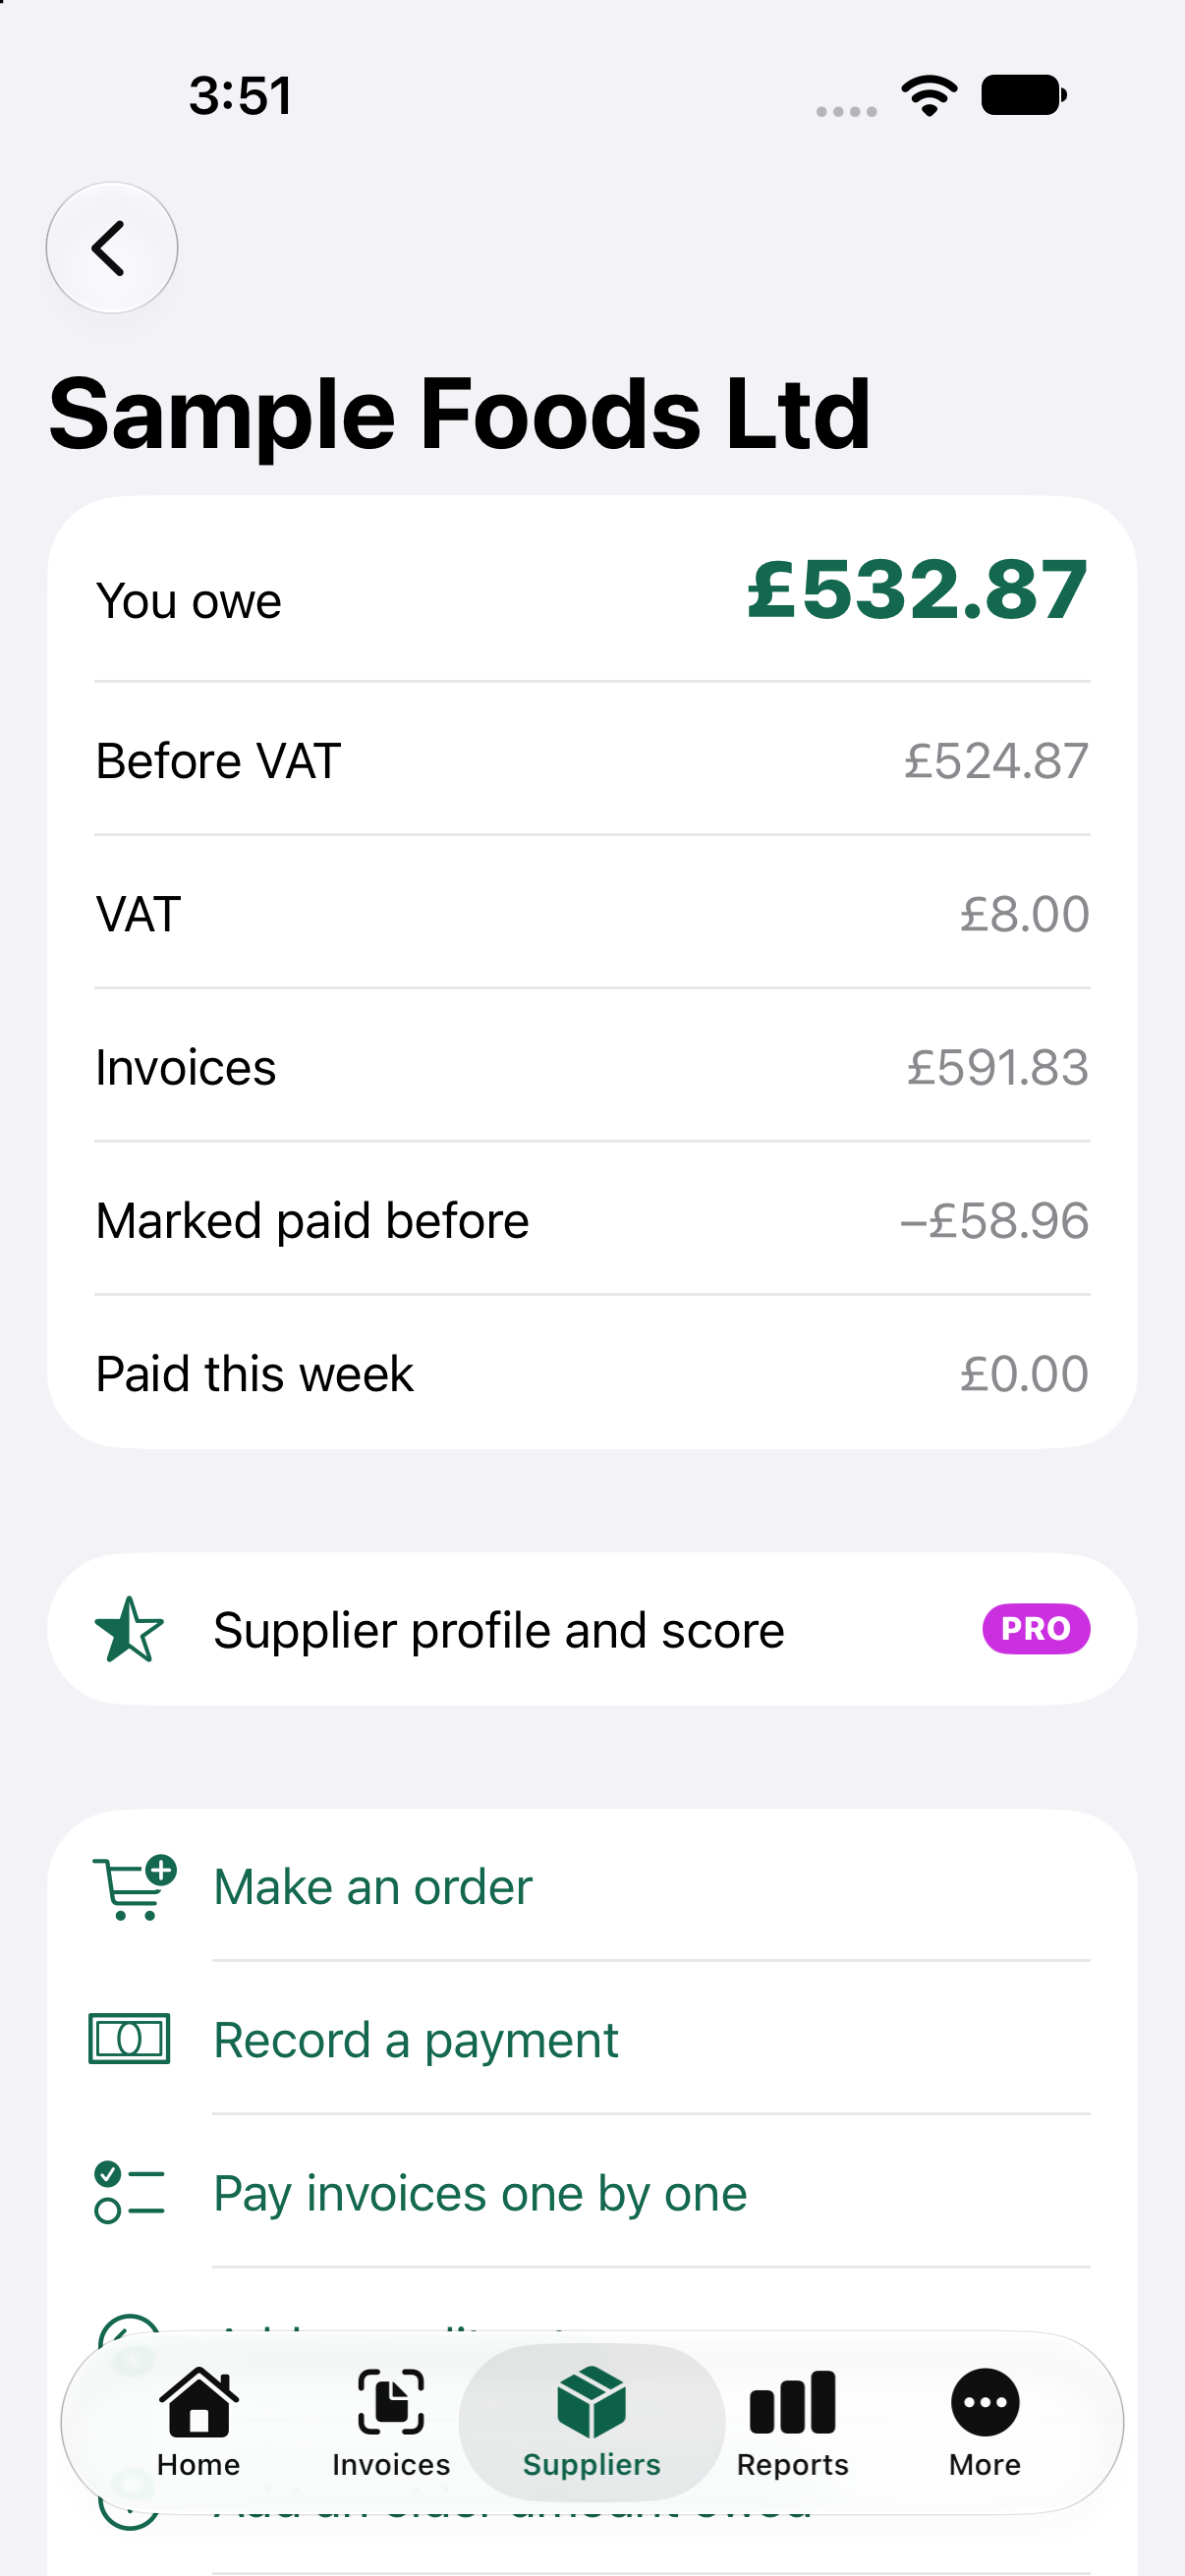 3:51
Sample Foods Ltd
You owe £532.87
Before VAT £524.87
VAT £8.00
Invoices £591.83
Marked paid before –£58.96
Paid this week £0.00
Supplier profile and score PRO
Make an order
Record a payment
Pay invoices one by one
Home Invoices Suppliers Reports More